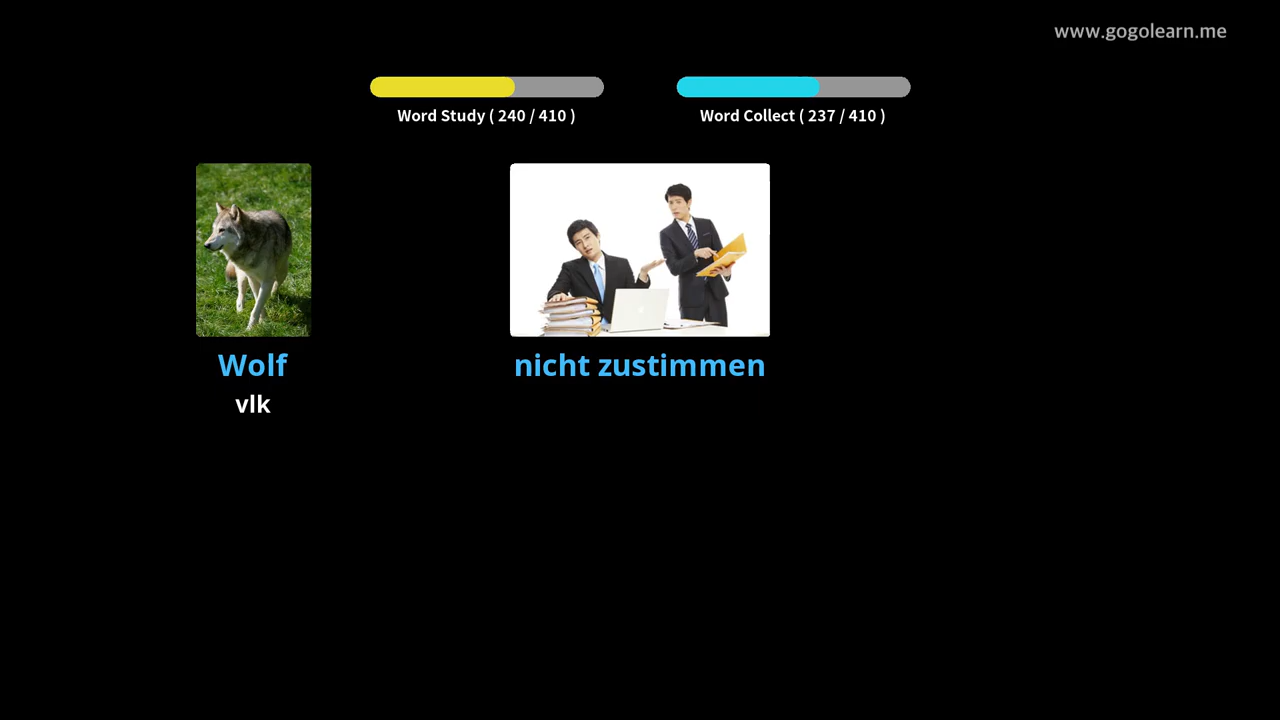 www.gogolearn.me
Word Study ( 240 / 410 )
Word Collect ( 237 / 410 )
Wolf
nicht zustimmen
vlk